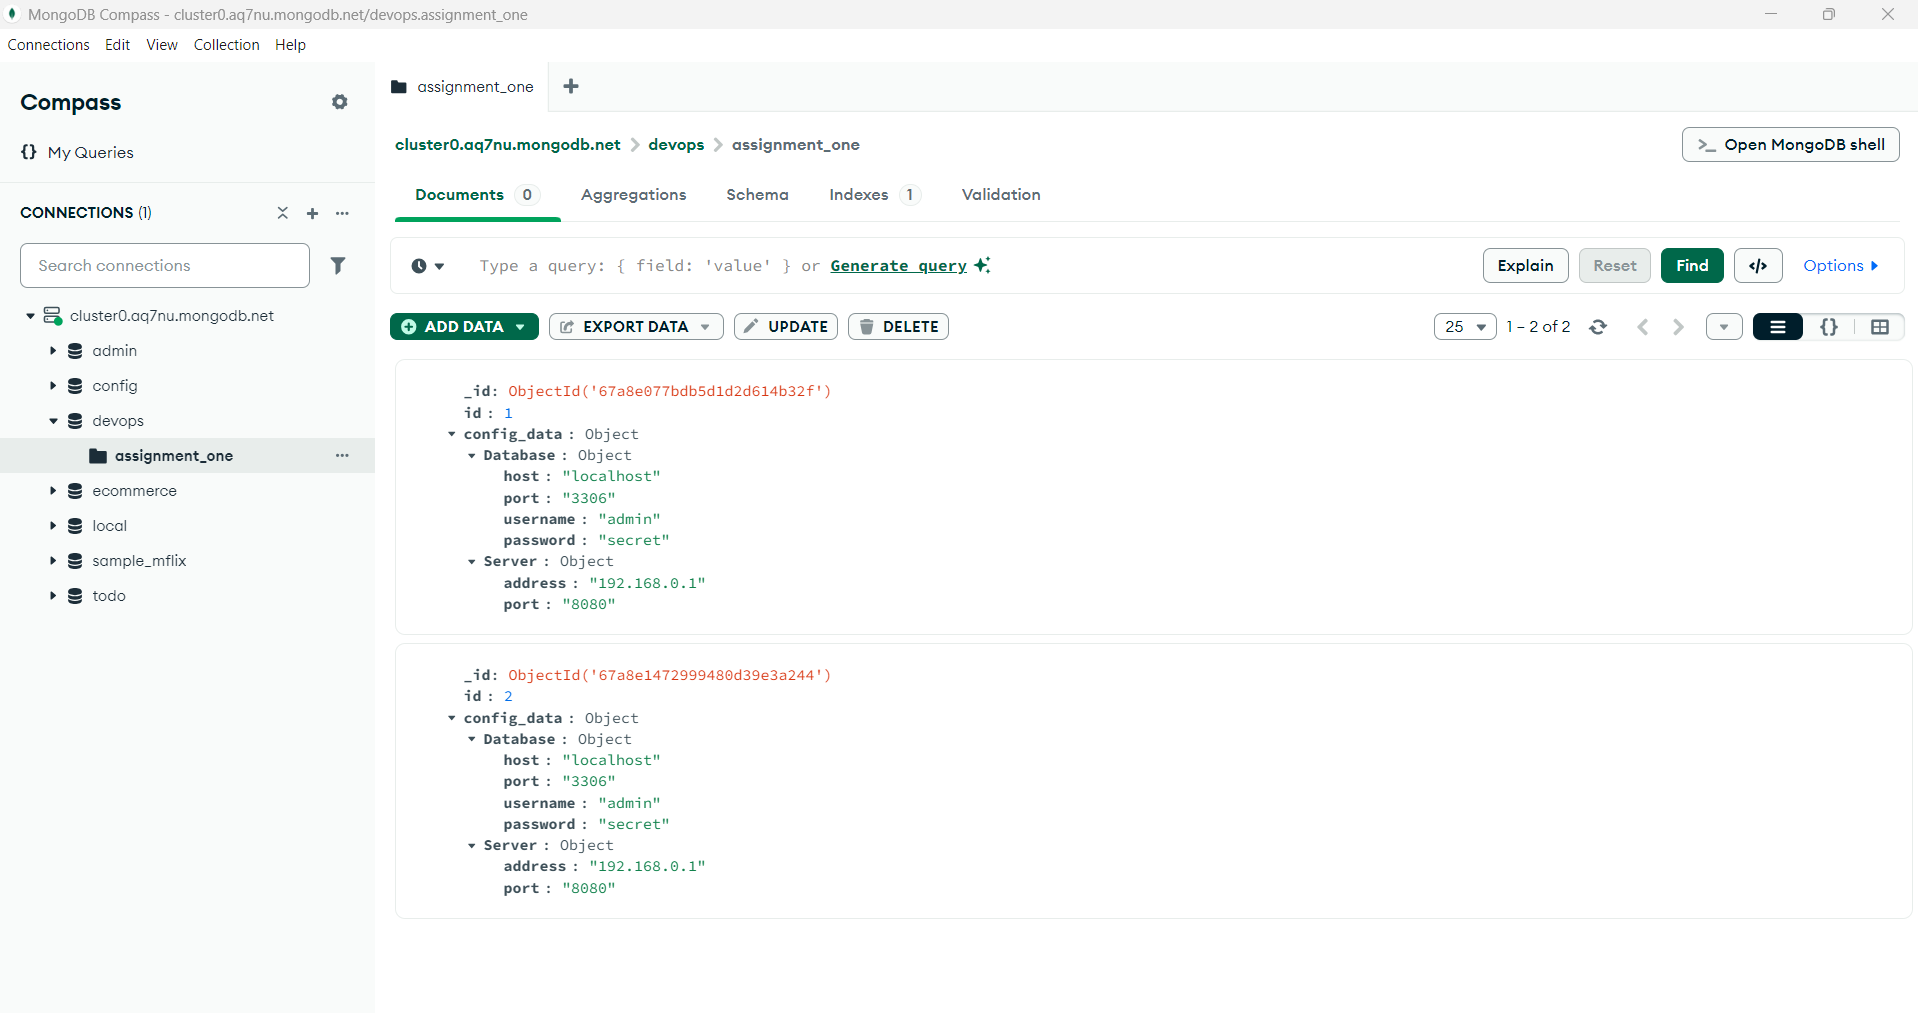 MongoDB Compass - cluster0.aq7nu.mongodb.net/devops.assignment_one
Connections Edit View Collection Help
Compass
{} My Queries
CONNECTIONS (1)
Search connections
cluster0.aq7nu.mongodb.net
admin
config
devops
assignment_one
ecommerce
local
sample_mflix
todo
assignment_one
cluster0.aq7nu.mongodb.net > devops > assignment_one
>_ Open MongoDB shell
Documents 0 Aggregations Schema Indexes 1 Validation
Type a query: { field: 'value' } or Generate query
Explain Reset Find </> Options
ADD DATA EXPORT DATA UPDATE DELETE
25 1 – 2 of 2 {}
_id: ObjectId('67a8e077bdb5d1d2d614b32f')
id : 1
config_data : Object
Database : Object
host : "localhost"
port : "3306"
username : "admin"
password : "secret"
Server : Object
address : "192.168.0.1"
port : "8080"
_id: ObjectId('67a8e1472999480d39e3a244')
id : 2
config_data : Object
Database : Object
host : "localhost"
port : "3306"
username : "admin"
password : "secret"
Server : Object
address : "192.168.0.1"
port : "8080"